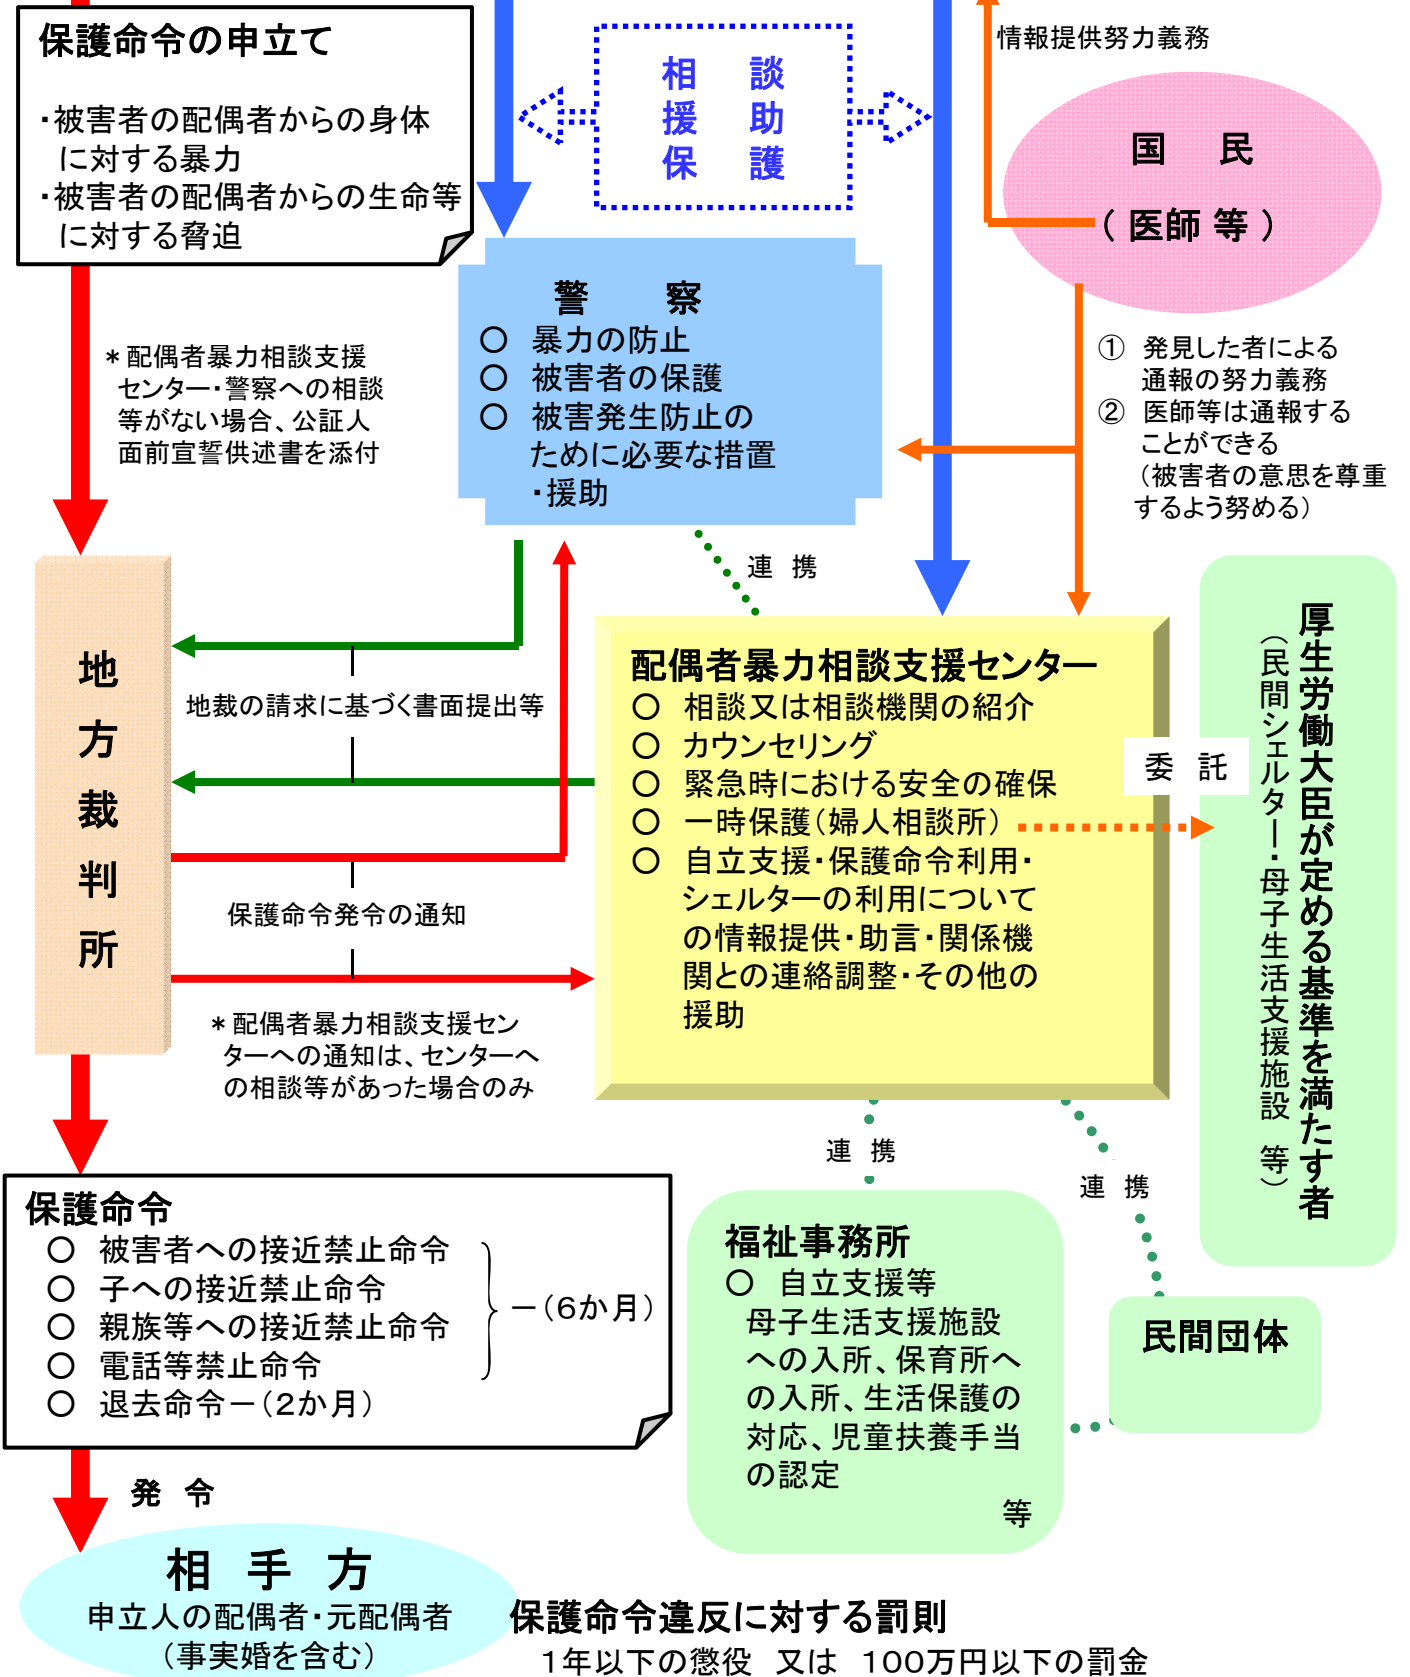 保護命令の申立て
・被害者の配偶者からの身体
に対する暴力
・被害者の配偶者からの生命等
に対する脅迫
相　談
援　助
保　護
情報提供努力義務
国　民
（ 医師 等 ）
警　察
○　暴力の防止
○　被害者の保護
○　被害発生防止の
ために必要な措置
・援助
＊配偶者暴力相談支援
センター・警察への相談
等がない場合、公証人
面前宣誓供述書を添付
①　発見した者による
通報の努力義務
②　医師等は通報する
ことができる
（被害者の意思を尊重
するよう努める）
連　携
地方裁判所
地裁の請求に基づく書面提出等
保護命令発令の通知
＊配偶者暴力相談支援セン
ターへの通知は、センターへ
の相談等があった場合のみ
配偶者暴力相談支援センター
○　相談又は相談機関の紹介
○　カウンセリング
○　緊急時における安全の確保
○　一時保護（婦人相談所）
○　自立支援・保護命令利用・
シェルターの利用について
の情報提供・助言・関係機
関との連絡調整・その他の
援助
委　託
厚生労働大臣が定める基準を満たす者
（民間シェルター・母子生活支援施設　等）
連　携
連　携
保護命令
○　被害者への接近禁止命令
○　子への接近禁止命令
○　親族等への接近禁止命令
○　電話等禁止命令
－（６か月）
○　退去命令－（２か月）
福祉事務所
○　自立支援等
母子生活支援施設
への入所、保育所へ
の入所、生活保護の
対応、児童扶養手当
の認定
等
民間団体
発　令
相　手　方
申立人の配偶者・元配偶者
（事実婚を含む）
保護命令違反に対する罰則
１年以下の懲役　又は　１００万円以下の罰金